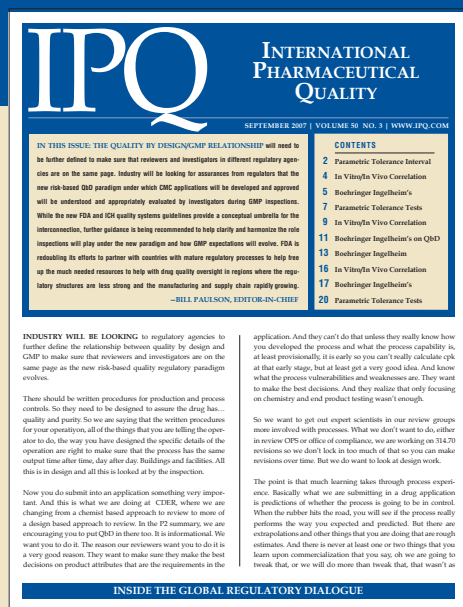 IPQ
INTERNATIONAL
PHARMACEUTICAL
QUALITY
SEPTEMBER 2007 | VOLUME 50 NO. 3 | WWW.IPQ.COM
IN THIS ISSUE: THE QUALITY BY DESIGN/GMP RELATIONSHIP will need to
be further defined to make sure that reviewers and investigators in different regulatory agen-
cies are on the same page. Industry will be looking for assurances from regulators that the
new risk-based QbD paradigm under which CMC applications will be developed and approved
will be understood and appropriately evaluated by investigators during GMP inspections.
While the new FDA and ICH quality systems guidelines provide a conceptual umbrella for the
interconnection, further guidance is being recommended to help clarify and harmonize the role
inspections will play under the new paradigm and how GMP expectations will evolve. FDA is
redoubling its efforts to partner with countries with mature regulatory processes to help free
up the much needed resources to help with drug quality oversight in regions where the regu-
latory structures are less strong and the manufacturing and supply chain rapidly growing.
–BILL PAULSON, EDITOR-IN-CHIEF
CONTENTS
2 Parametric Tolerance Interval
4 In Vitro/In Vivo Correlation
5 Boehringer Ingelheim's
7 Parametric Tolerance Tests
9 In Vitro/In Vivo Correlation
11 Boehringer Ingelheim's on QbD
13 Boehringer Ingelheim
16 In Vitro/In Vivo Correlation
17 Boehringer Ingelheim's
20 Parametric Tolerance Tests
INDUSTRY WILL BE LOOKING to regulatory agencies to
further define the relationship between quality by design and
GMP to make sure that reviewers and investigators are on the
same page as the new risk-based quality regulatory paradigm
evolves.
There should be written procedures for production and process
controls. So they need to be designed to assure the drug has…
quality and purity. So we are saying that the written procedures
for your operatiyon, all of the things that you are telling the oper-
ator to do, the way you have designed the specific details of the
operation are right to make sure that the process has the same
output time after time, day after day. Buildings and facilities. All
this is in design and all this is looked at by the inspection.
Now you do submit into an application something very impor-
tant. And this is what we are doing at CDER, where we are
changing from a chemist based approach to review to more of
a design based approach to review. In the P2 summary, we are
encouraging you to put QbD in there too. It is informational. We
want you to do it. The reason our reviewers want you to do it is
a very good reason. They want to make sure they make the best
decisions on product attributes that are the requirements in the
application. And they can't do that unless they really know how
you developed the process and what the process capability is,
at least provisionally, it is early so you can't really calculate cpk
at that early stage, but at least get a very good idea. And know
what the process vulnerabilities and weaknesses are. They want
to make the best decisions. And they realize that only focusing
on chemistry and end product testing wasn't enough.
So we want to get out expert scientists in our review groups
more involved with processes. What we don't want to do, either
in review OPS or office of compliance, we are working on 314.70
revisions so we don't lock in too much of that so you can make
revisions over time. But we do want to look at design work.
The point is that much learning takes through process experi-
ence. Basically what we are submitting in a drug application
is predictions of whether the process is going to be in control.
When the rubber hits the road, you will see if the process really
performs the way you expected and predicted. But there are
extrapolations and other things that you are doing that are rough
estimates. And there is never at least one or two things that you
learn upon commercialization that you say, oh we are going to
tweak that, or we will do more than tweak that, that wasn't as
INSIDE THE GLOBAL REGULATORY DIALOGUE